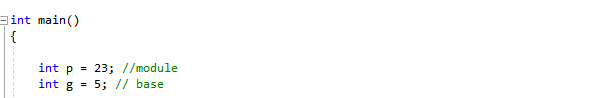 int main()
{
int p = 23; //module
int g = 5; // base